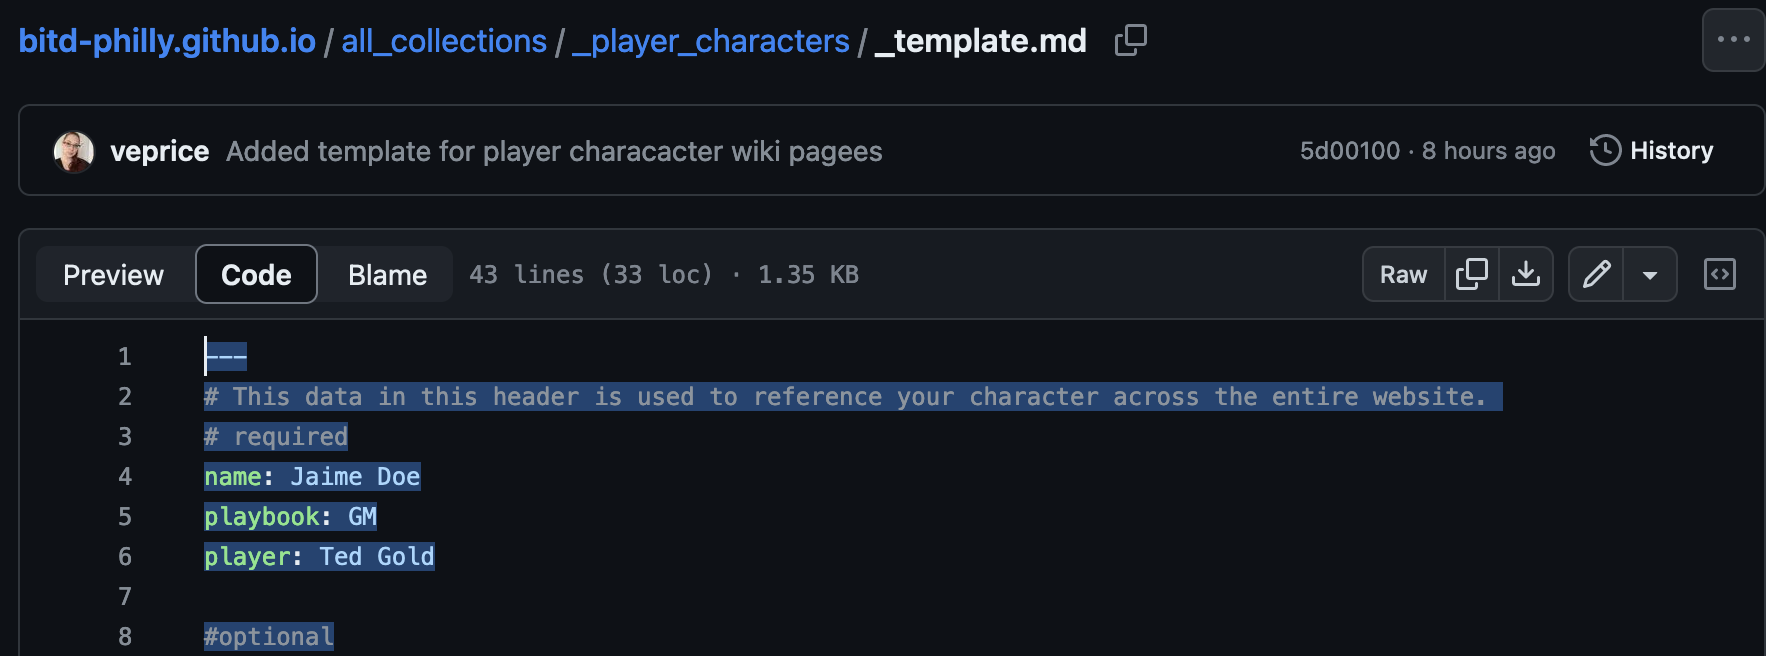 bitd-philly.github.io / all_collections / _player_characters / _template.md
veprice Added template for player characacter wiki pagees 5d00100 · 8 hours ago History
Preview Code Blame 43 lines (33 loc) · 1.35 KB Raw
1 ---
2 # This data in this header is used to reference your character across the entire website.
3 # required
4 name: Jaime Doe
5 playbook: GM
6 player: Ted Gold
7
8 #optional